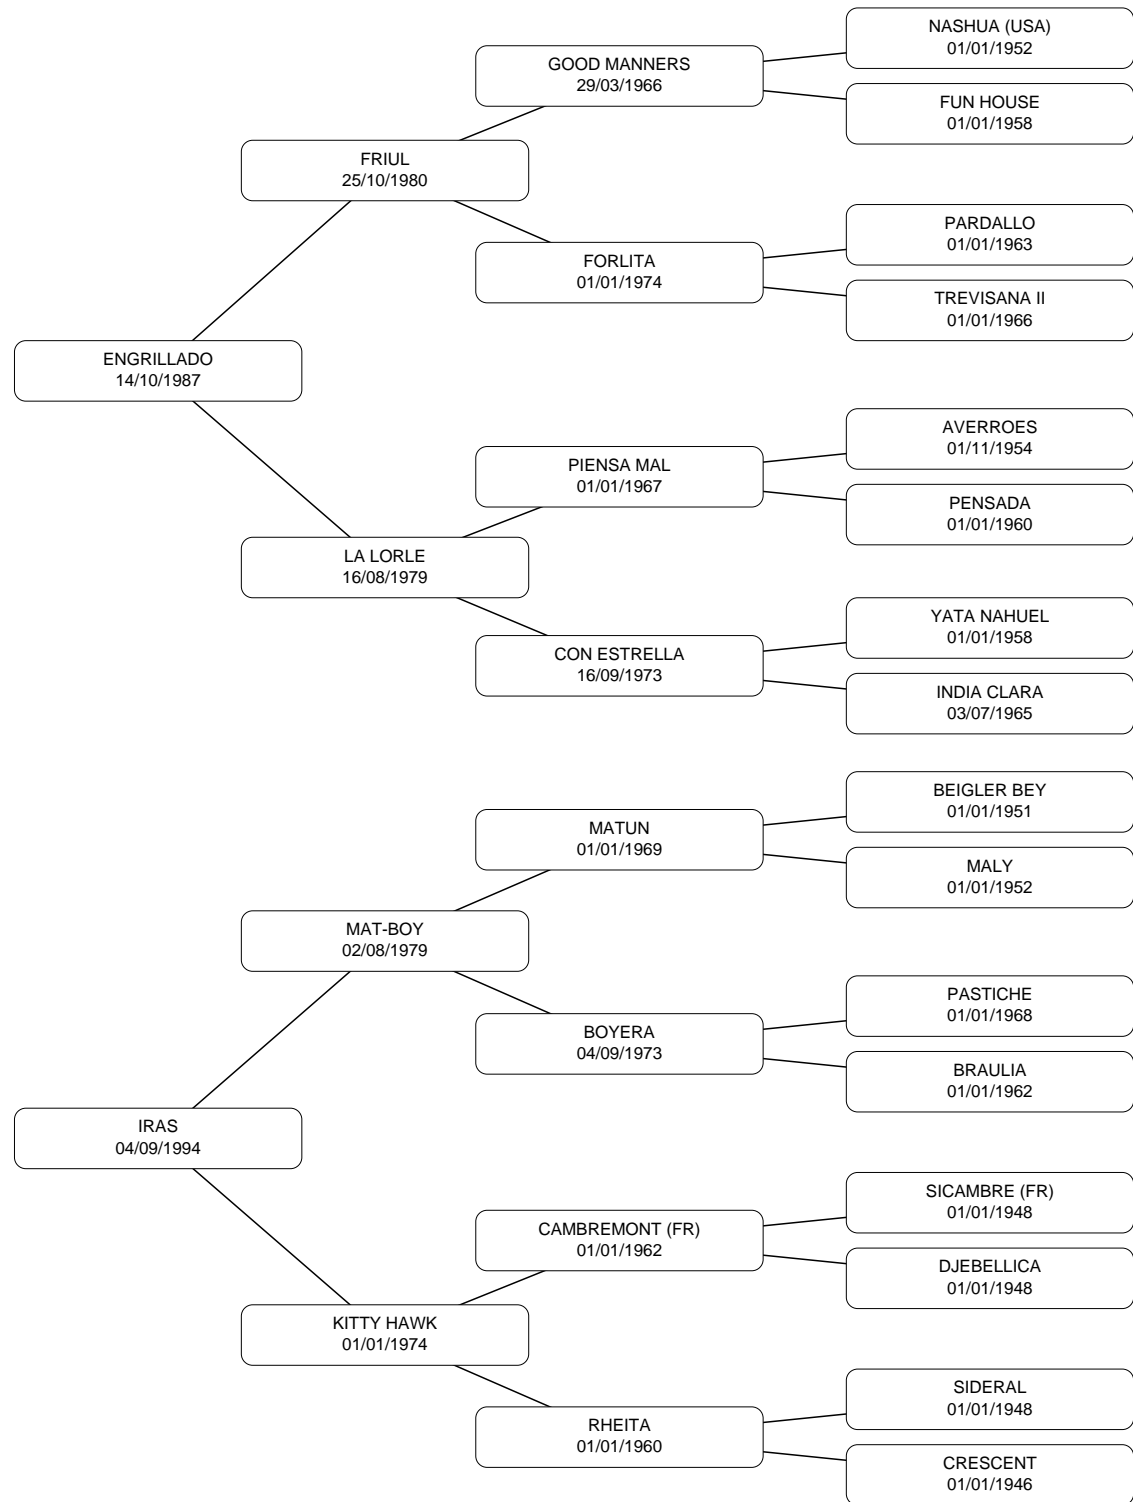 NASHUA (USA)
01/01/1952
GOOD MANNERS
29/03/1966
FUN HOUSE
01/01/1958
FRIUL
25/10/1980
PARDALLO
01/01/1963
FORLITA
01/01/1974
TREVISANA II
01/01/1966
ENGRILLADO
14/10/1987
AVERROES
01/11/1954
PIENSA MAL
01/01/1967
PENSADA
01/01/1960
LA LORLE
16/08/1979
YATA NAHUEL
01/01/1958
CON ESTRELLA
16/09/1973
INDIA CLARA
03/07/1965
BEIGLER BEY
01/01/1951
MATUN
01/01/1969
MALY
01/01/1952
MAT-BOY
02/08/1979
PASTICHE
01/01/1968
BOYERA
04/09/1973
BRAULIA
01/01/1962
IRAS
04/09/1994
SICAMBRE (FR)
01/01/1948
CAMBREMONT (FR)
01/01/1962
DJEBELLICA
01/01/1948
KITTY HAWK
01/01/1974
SIDERAL
01/01/1948
RHEITA
01/01/1960
CRESCENT
01/01/1946